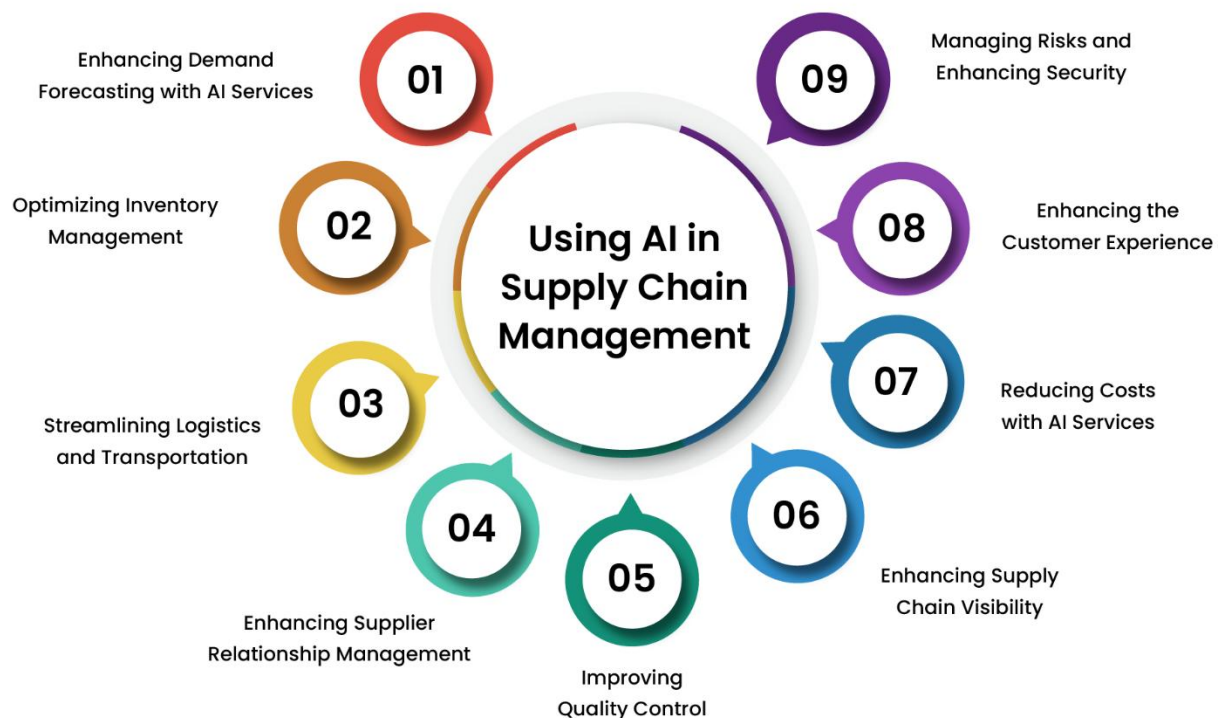 Using AI in
Supply Chain
Management
01
Enhancing Demand
Forecasting with AI Services
02
Optimizing Inventory
Management
03
Streamlining Logistics
and Transportation
04
Enhancing Supplier
Relationship Management
05
Improving
Quality Control
06
Enhancing Supply
Chain Visibility
07
Reducing Costs
with AI Services
08
Enhancing the
Customer Experience
09
Managing Risks and
Enhancing Security